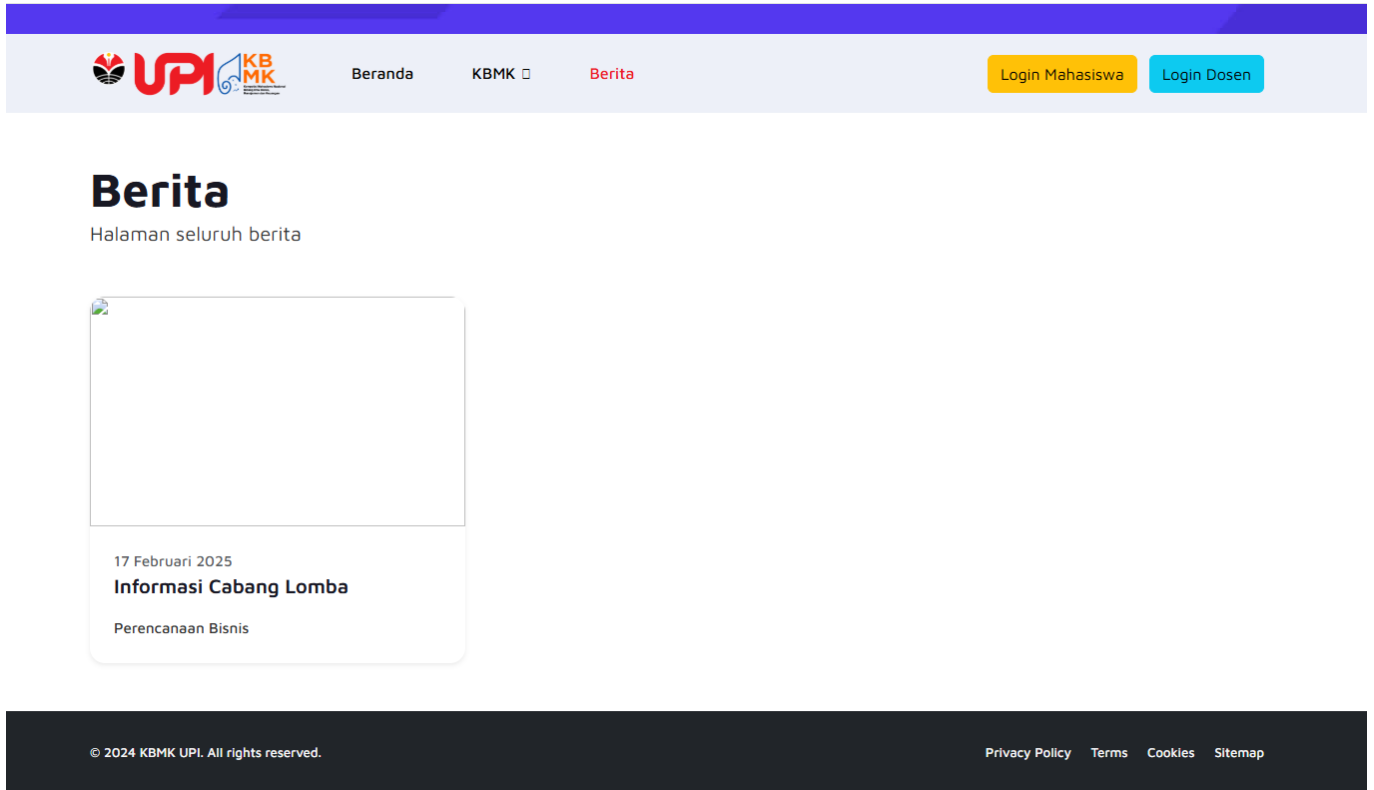 UPI KB
MK
Beranda KBMK Berita Login Mahasiswa Login Dosen
Berita
Halaman seluruh berita
17 Februari 2025
Informasi Cabang Lomba
Perencanaan Bisnis
© 2024 KBMK UPI. All rights reserved. Privacy Policy Terms Cookies Sitemap